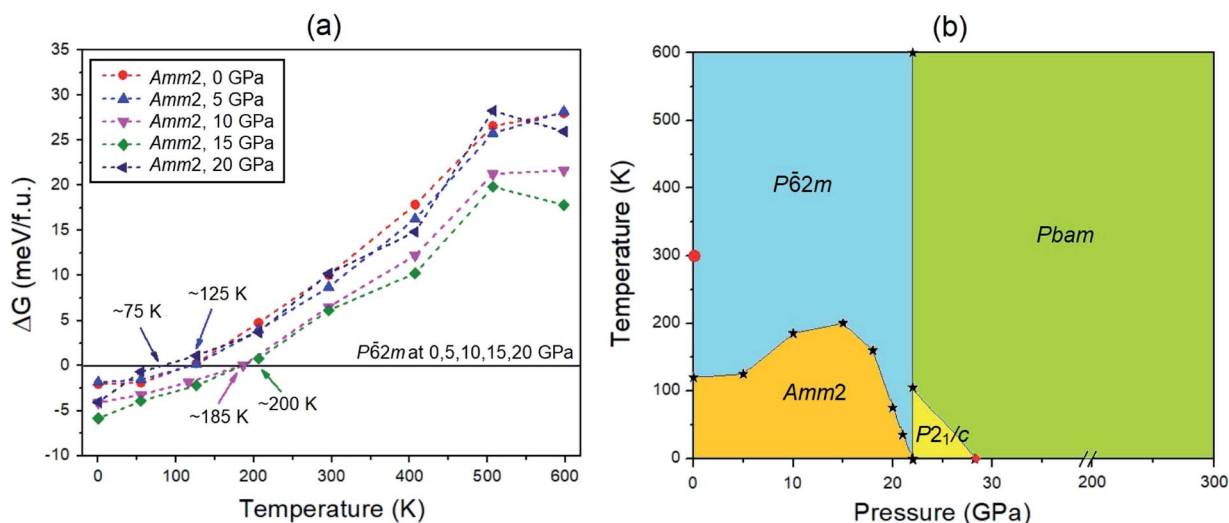 (a)
35
30
25
20
15
10
5
0
-5
-10
ΔG (meV/f.u.)
Amm2, 0 GPa
Amm2, 5 GPa
Amm2, 10 GPa
Amm2, 15 GPa
Amm2, 20 GPa
~75 K
~125 K
P6̄2m at 0,5,10,15,20 GPa
~185 K
~200 K
0 100 200 300 400 500 600
Temperature (K)
(b)
600
500
400
300
200
100
0
Temperature (K)
P6̄2m
Pbam
Amm2
P2₁/c
0 10 20 30 200 300
Pressure (GPa)